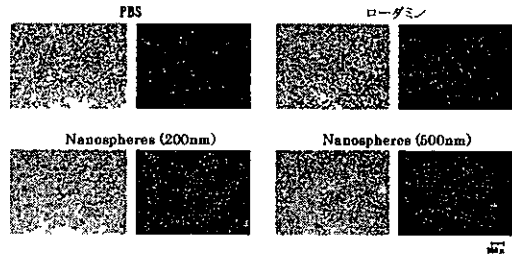 PBS
ローダミン
Nanospheres (200nm)
Nanospheres (500nm)